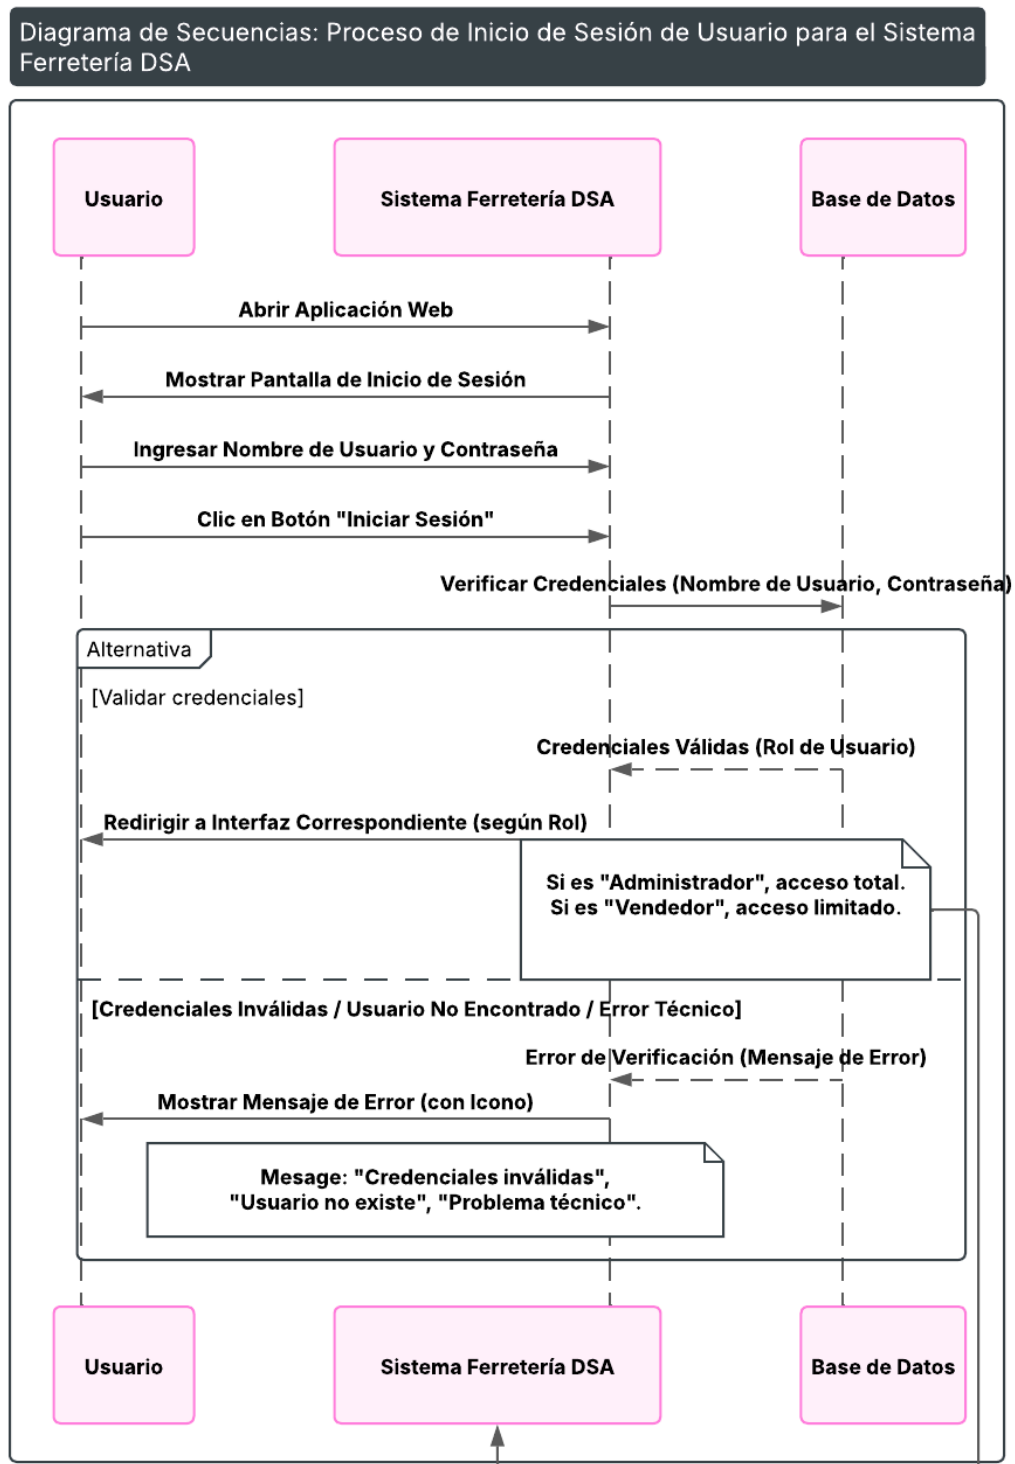 Diagrama de Secuencias: Proceso de Inicio de Sesión de Usuario para el Sistema
Ferretería DSA
Usuario
Sistema Ferretería DSA
Base de Datos
Abrir Aplicación Web
Mostrar Pantalla de Inicio de Sesión
Ingresar Nombre de Usuario y Contraseña
Clic en Botón "Iniciar Sesión"
Verificar Credenciales (Nombre de Usuario, Contraseña)
Alternativa
[Validar credenciales]
Credenciales Válidas (Rol de Usuario)
Redirigir a Interfaz Correspondiente (según Rol)
Si es "Administrador", acceso total.
Si es "Vendedor", acceso limitado.
[Credenciales Inválidas / Usuario No Encontrado / Error Técnico]
Error de Verificación (Mensaje de Error)
Mostrar Mensaje de Error (con Icono)
Mesage: "Credenciales inválidas",
"Usuario no existe", "Problema técnico".
Usuario
Sistema Ferretería DSA
Base de Datos